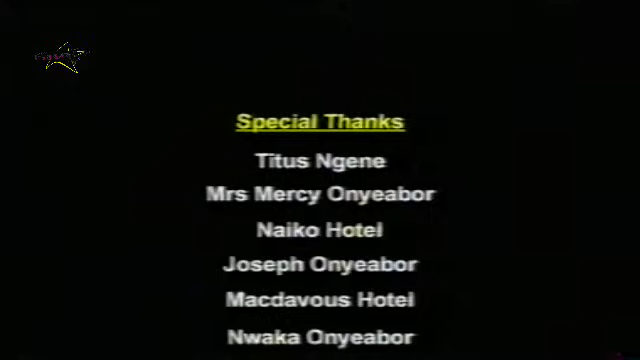 Special Thanks
Titus Ngene
Mrs Mercy Onyeabor
Naiko Hotel
Joseph Onyeabor
Macdavous Hotel
Nwaka Onyeabor